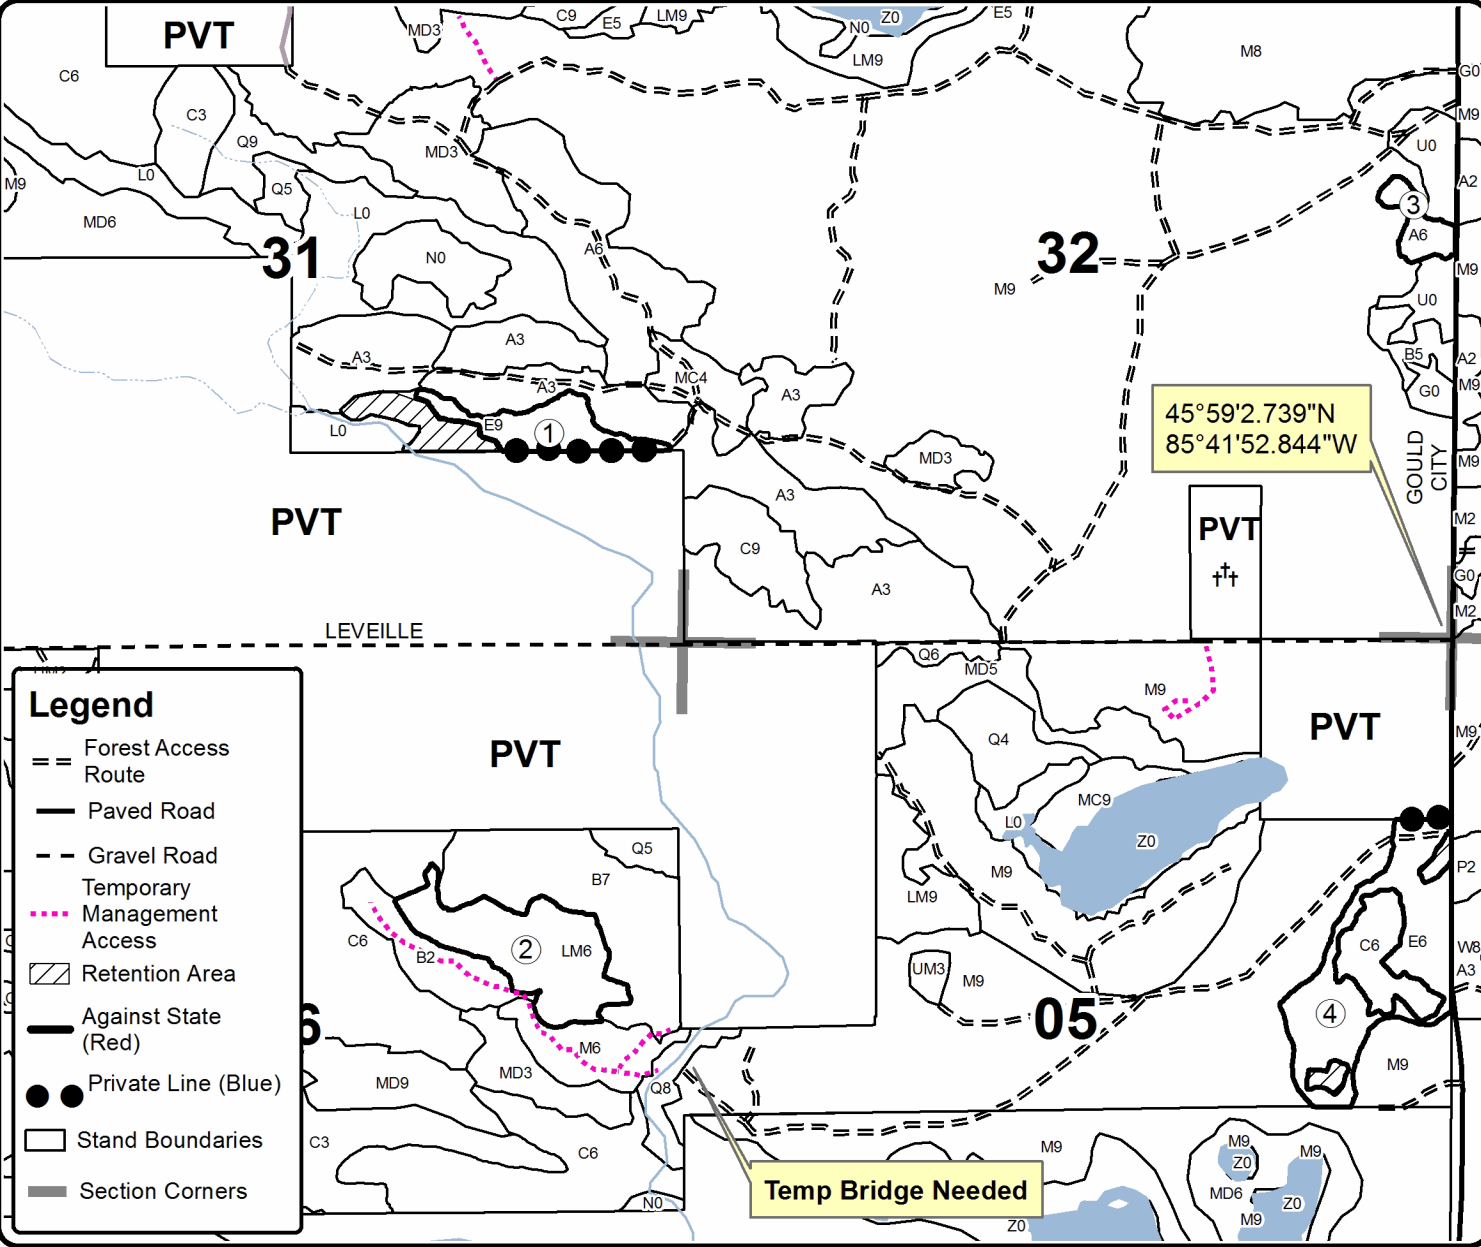 PVT
MD3
C9
E5
LM9
N0
Z0
E5
LM9
M8
G0
C6
C3
Q9
MD3
M9
U0
L0
Q5
M9
A2
MD6
L0
3
A6
31
N0
A6
32
M9
M9
U0
A3
A3
B5
A2
MC4
M9
A3
A3
G0
45°59'2.739"N
85°41'52.844"W
L0
E9
1
MD3
GOULD
CITY
M9
A3
PVT
PVT
M2
C9
G0
A3
M2
LEVEILLE
Q6
MD5
M9
Legend
Forest Access
Route
Paved Road
Gravel Road
Temporary
Management
Access
Retention Area
Against State
(Red)
Private Line (Blue)
Stand Boundaries
Section Corners
PVT
PVT
M9
Q4
MC9
L0
Z0
Q5
B7
M9
LM9
P2
C6
B2
2
LM6
C6
E6
W8
A3
UM3
M9
6
05
4
M6
MD9
MD3
Q8
M9
C3
C6
M9
M9
Z0
M9
MD6
Temp Bridge Needed
N0
Z0
Z0
M9